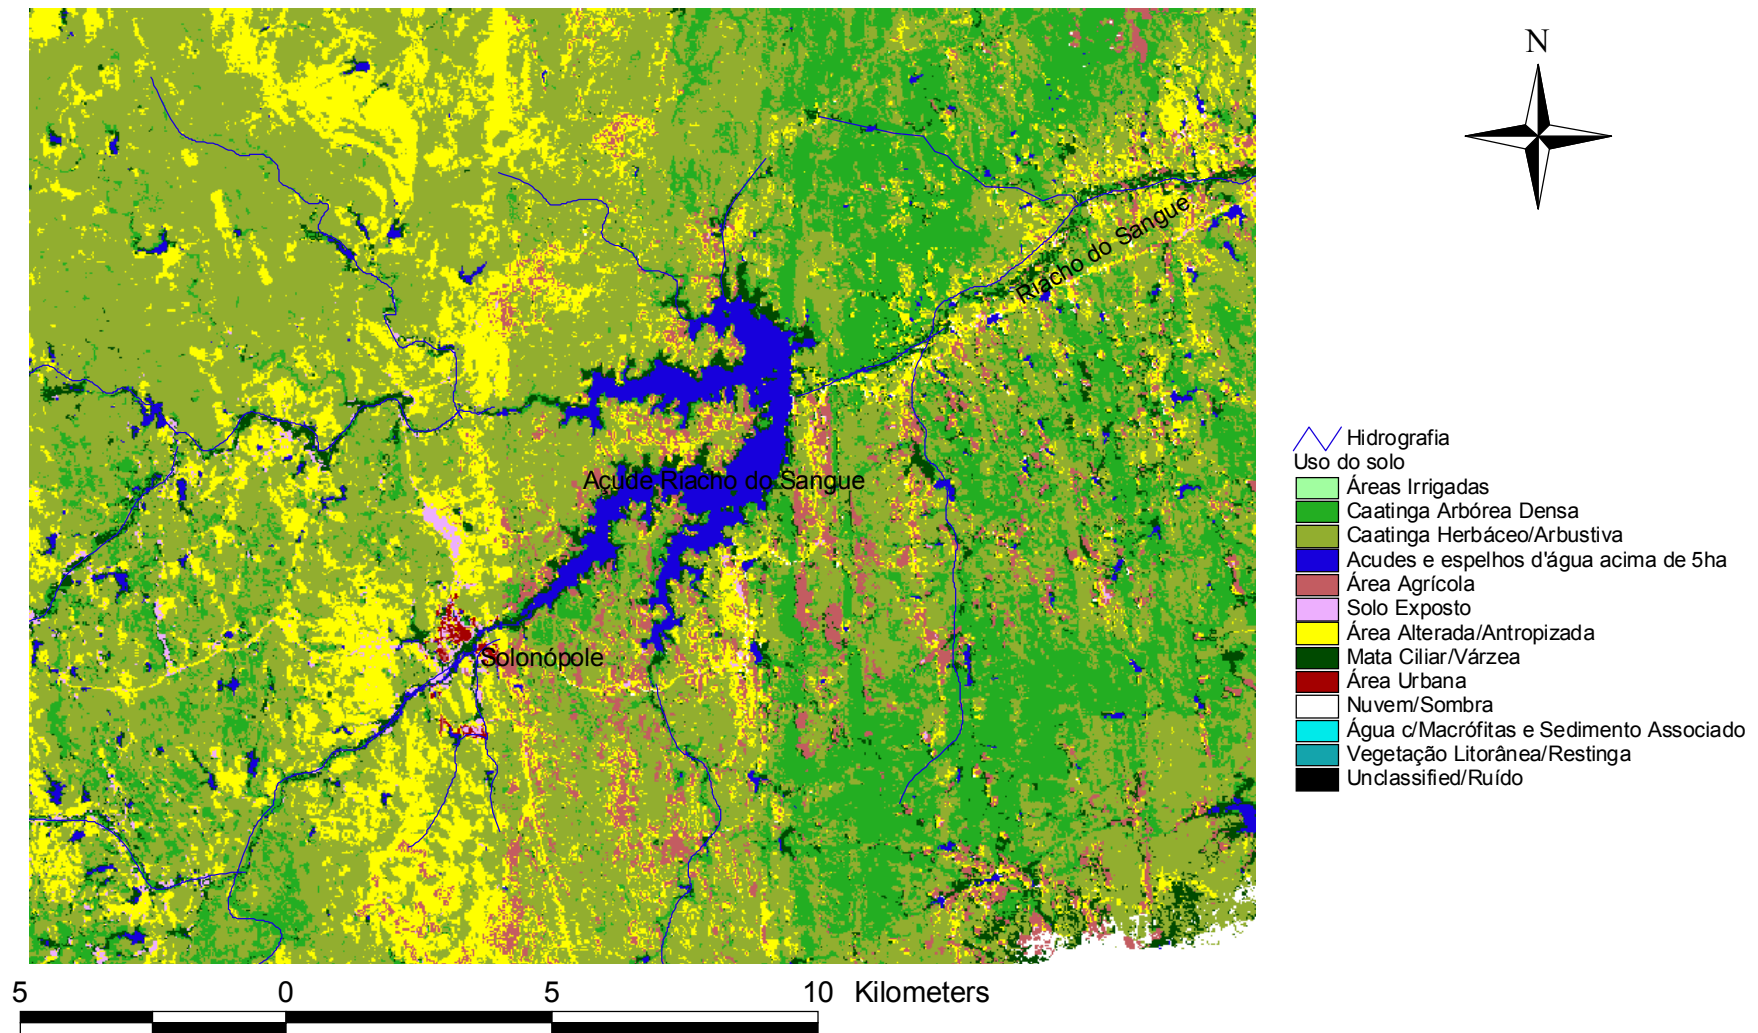 N
Riacho do Sangue
Açude Riacho do Sangue
Solonópole
Hidrografia
Uso do solo
Áreas Irrigadas
Caatinga Arbórea Densa
Caatinga Herbáceo/Arbustiva
Acudes e espelhos d'água acima de 5ha
Área Agrícola
Solo Exposto
Área Alterada/Antropizada
Mata Ciliar/Várzea
Área Urbana
Nuvem/Sombra
Água c/Macrófitas e Sedimento Associado
Vegetação Litorânea/Restinga
Unclassified/Ruído
5 0 5 10 Kilometers